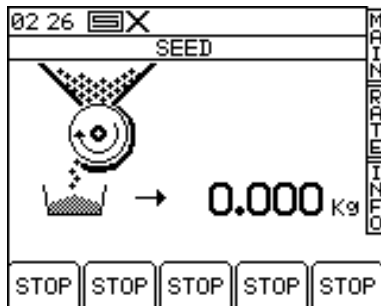 02 26 S
SEED
MAIN
RATE
INFO
0.000 Kg
STOP STOP STOP STOP STOP